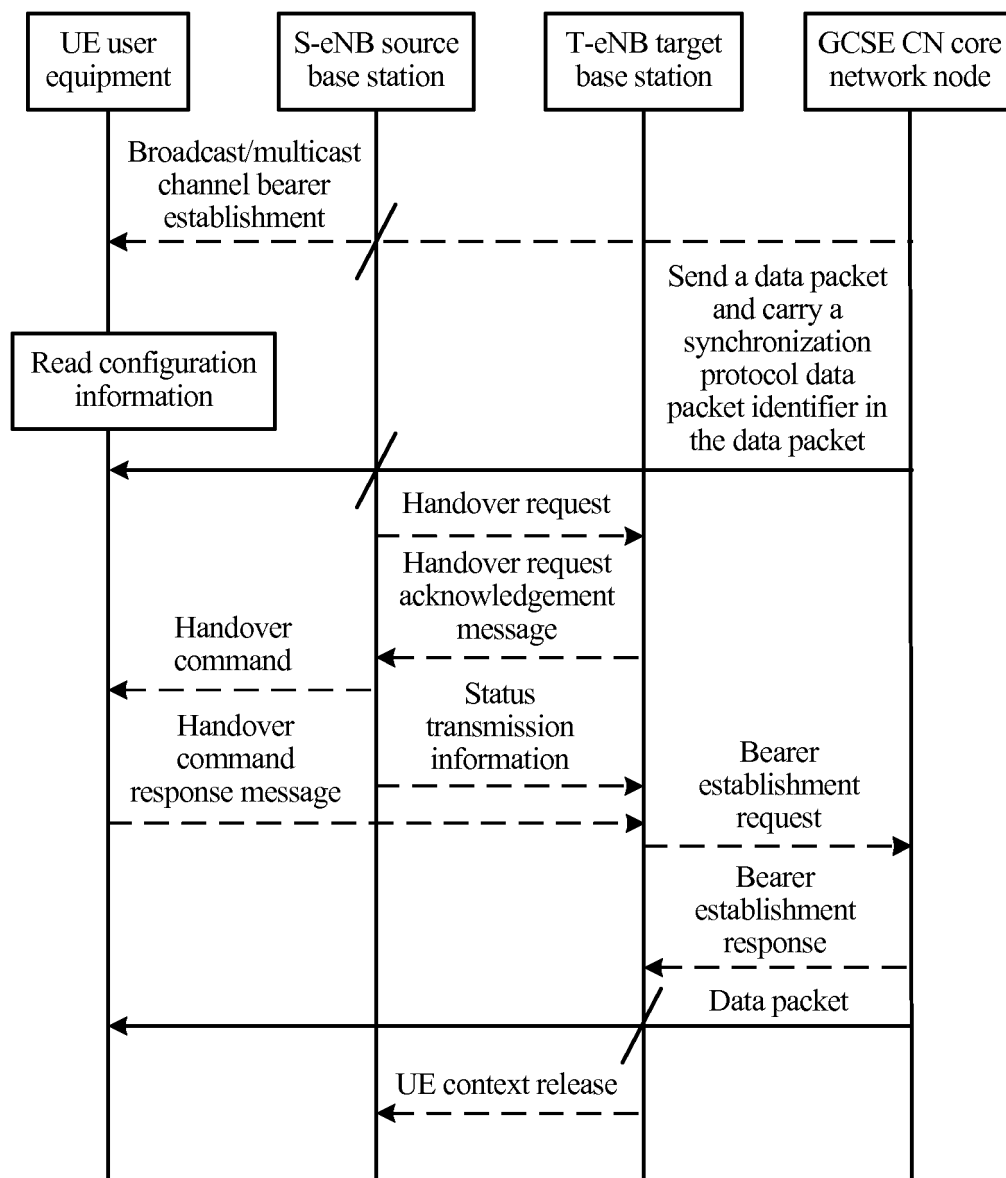 UE user
equipment
S-eNB source
base station
T-eNB target
base station
GCSE CN core
network node
Broadcast/multicast
channel bearer
establishment
Send a data packet
and carry a
synchronization
protocol data
packet identifier in
the data packet
Read configuration
information
Handover request
Handover request
acknowledgement
message
Handover
command
Status
transmission
information
Handover
command
response message
Bearer
establishment
request
Bearer
establishment
response
Data packet
UE context release